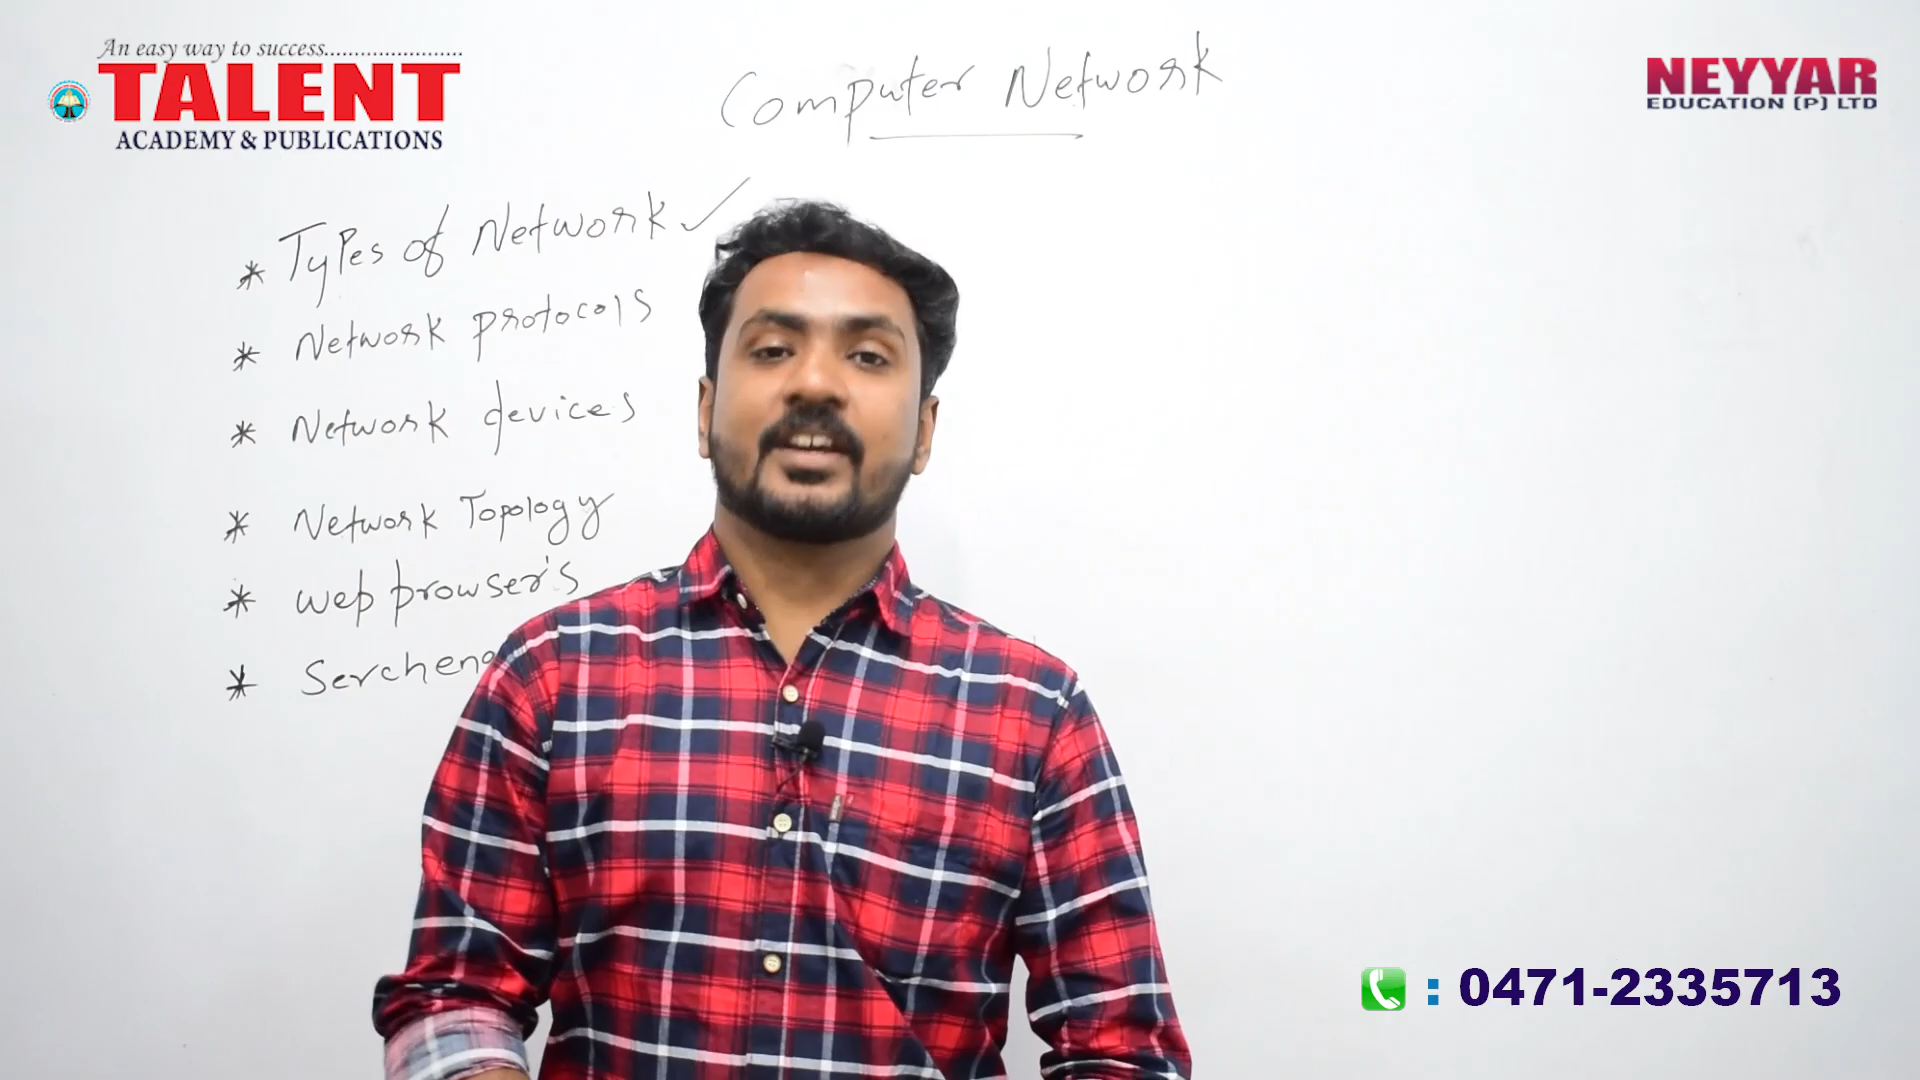 An easy way to success.......................
TALENT
ACADEMY & PUBLICATIONS
NEYYAR
EDUCATION (P) LTD
Computer Network
* Types of Network ✓
* Network protocols
* Network devices
* Network Topology
* web browser's
* Sercheng
: 0471-2335713